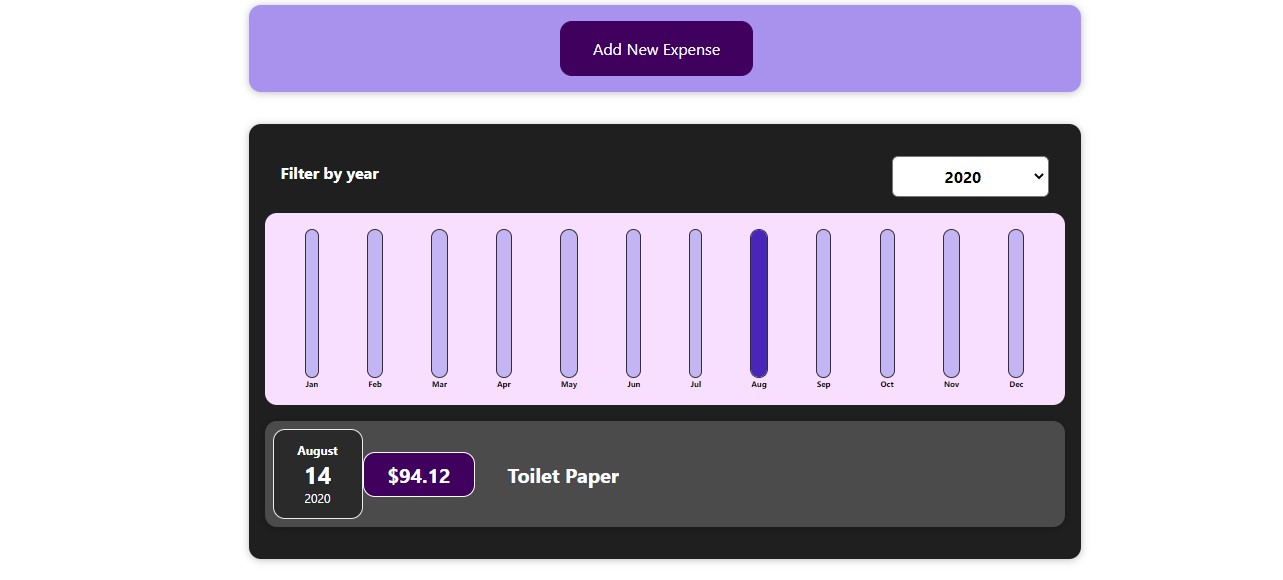 Add New Expense
Filter by year
2020
Jan Feb Mar Apr May Jun Jul Aug Sep Oct Nov Dec
August
14
2020
$94.12
Toilet Paper